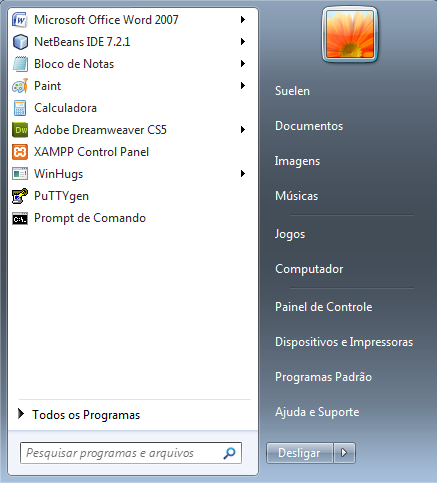 Microsoft Office Word 2007
NetBeans IDE 7.2.1
Bloco de Notas
Paint
Calculadora
Adobe Dreamweaver CS5
XAMPP Control Panel
WinHugs
PuTTYgen
Prompt de Comando
Todos os Programas
Pesquisar programas e arquivos
Suelen
Documentos
Imagens
Músicas
Jogos
Computador
Painel de Controle
Dispositivos e Impressoras
Programas Padrão
Ajuda e Suporte
Desligar